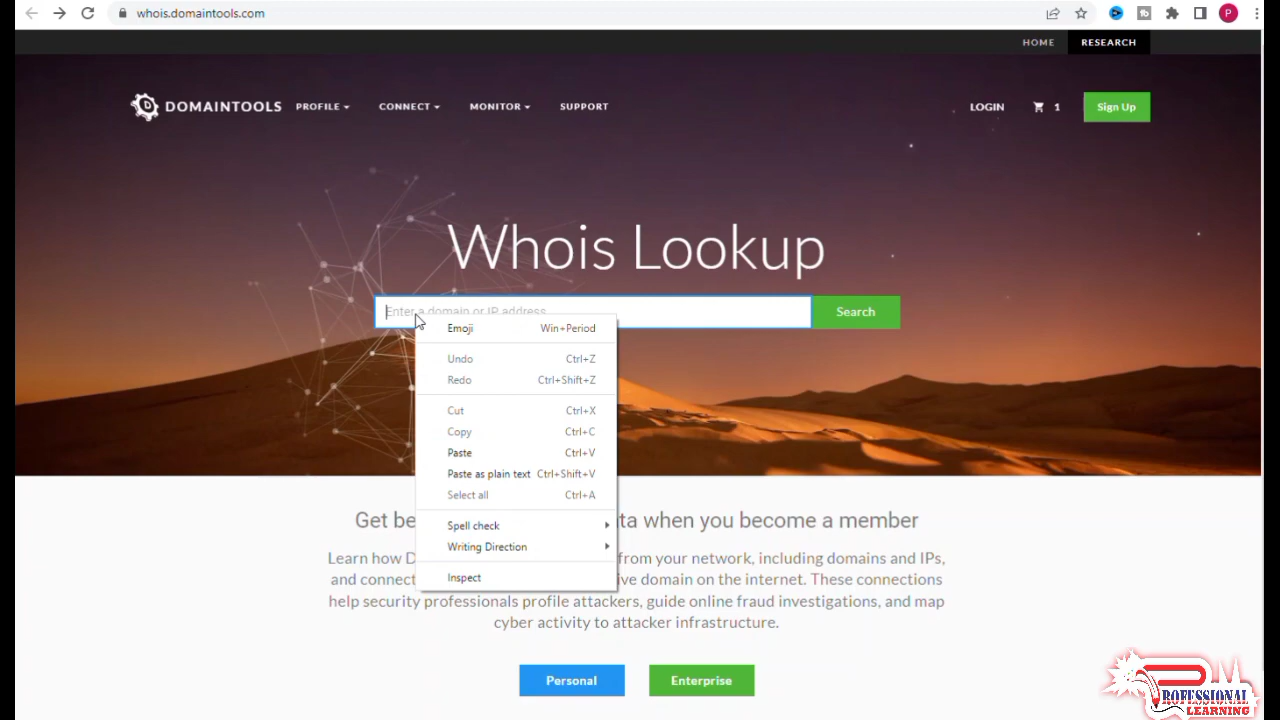 whois.domaintools.com
P
HOME
RESEARCH
DOMAINTOOLS
PROFILE
CONNECT
MONITOR
SUPPORT
LOGIN
1
Sign Up
Whois Lookup
Enter a domain or IP address
Search
Emoji Win+Period
Undo Ctrl+Z
Redo Ctrl+Shift+Z
Cut Ctrl+X
Copy Ctrl+C
Paste Ctrl+V
Paste as plain text Ctrl+Shift+V
Select all Ctrl+A
Spell check
Writing Direction
Inspect
Get be ta when you become a member
Learn how D from your network, including domains and IPs,
and connect ive domain on the internet. These connections
help security professionals profile attackers, guide online fraud investigations, and map
cyber activity to attacker infrastructure.
Personal
Enterprise
PROFESSIONAL
LEARNING